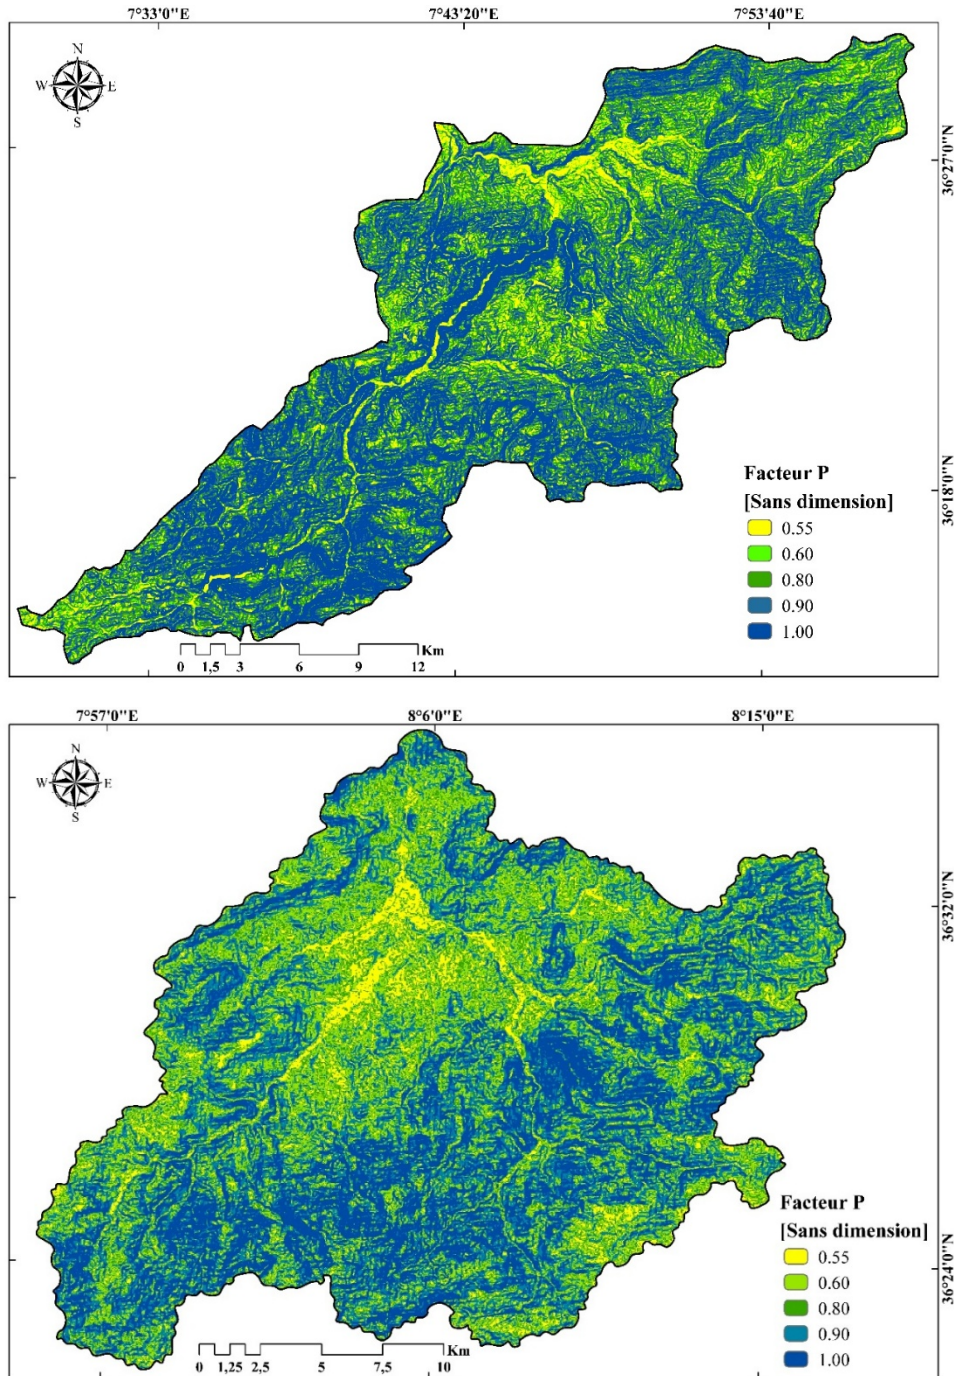 7°33'0"E 7°43'20"E 7°53'40"E
N
W E
S
36°27'0"N
36°18'0"N
Facteur P
[Sans dimension]
0.55
0.60
0.80
0.90
1.00
Km
0 1,5 3 6 9 12
7°57'0"E 8°6'0"E 8°15'0"E
N
W E
S
36°32'0"N
36°24'0"N
Facteur P
[Sans dimension]
0.55
0.60
0.80
0.90
1.00
Km
0 1,25 2,5 5 7,5 10